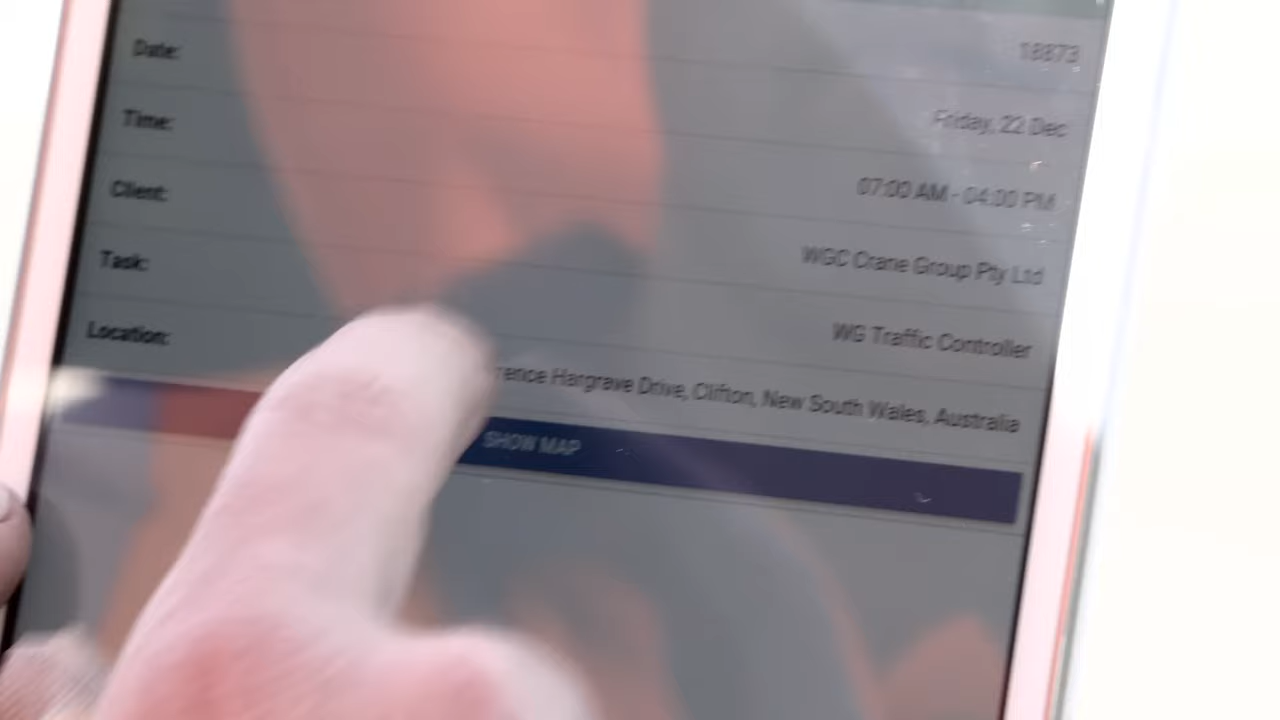 18873
Date: Friday, 22 Dec
Time: 07:00 AM - 04:00 PM
Client: WGC Crane Group Pty Ltd
Task: WG Traffic Controller
Location: rence Hargrave Drive, Clifton, New South Wales, Australia
SHOW MAP